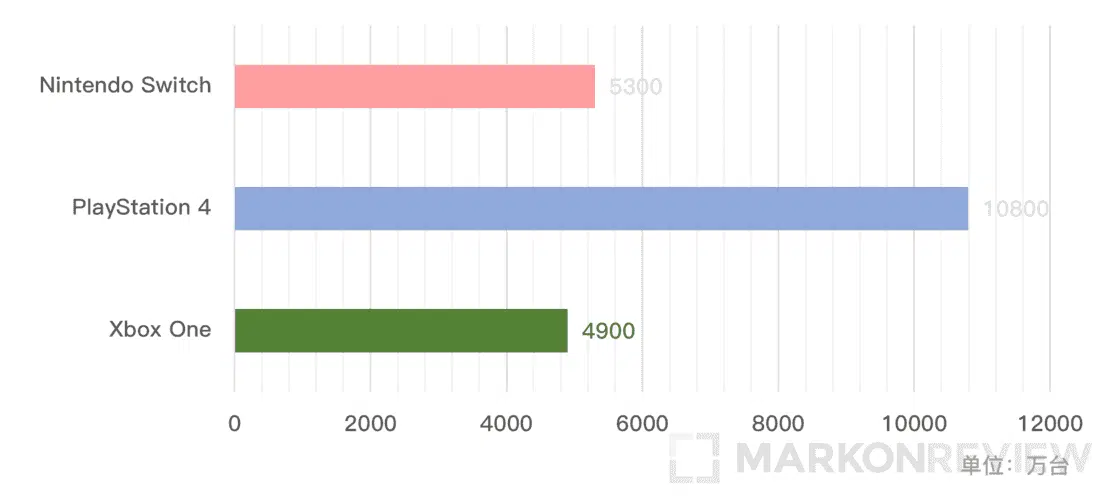 Nintendo Switch 5300
PlayStation 4 10800
Xbox One 4900
0 2000 4000 6000 8000 10000 12000
MARKONREVIEW
单位：万台